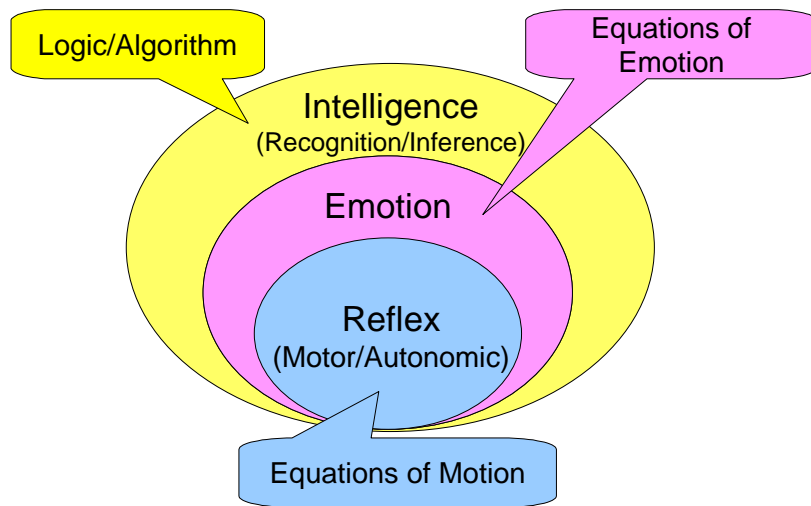 Logic/Algorithm
Equations of
Emotion
Intelligence
(Recognition/Inference)
Emotion
Reflex
(Motor/Autonomic)
Equations of Motion